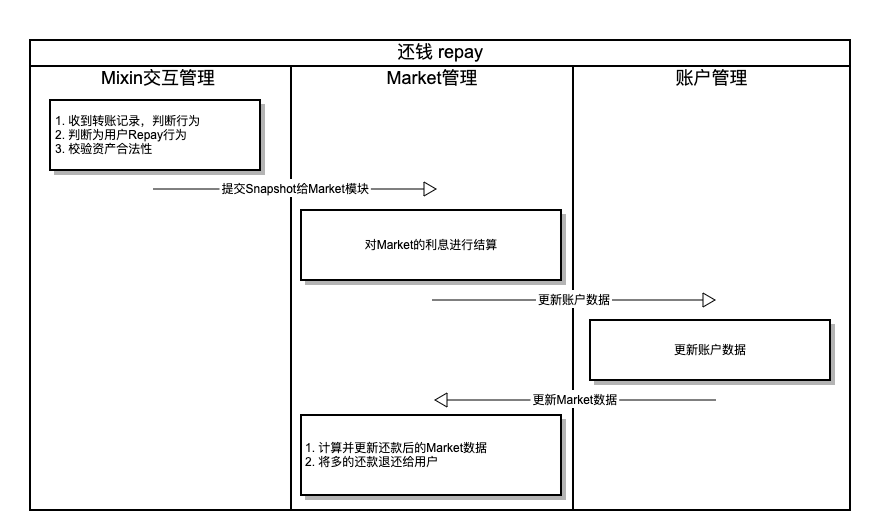 还钱 repay
Mixin交互管理
Market管理
账户管理
1. 收到转账记录，判断行为
2. 判断为用户Repay行为
3. 校验资产合法性
提交Snapshot给Market模块
对Market的利息进行结算
更新账户数据
更新账户数据
更新Market数据
1. 计算并更新还款后的Market数据
2. 将多的还款退还给用户